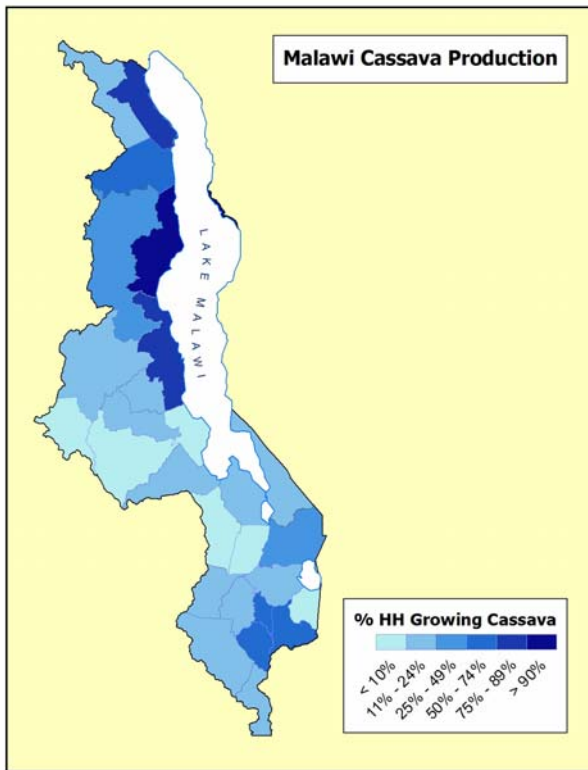 Malawi Cassava Production
LAKE MALAWI
% HH Growing Cassava
< 10%
11% - 24%
25% - 49%
50% - 74%
75% - 89%
> 90%